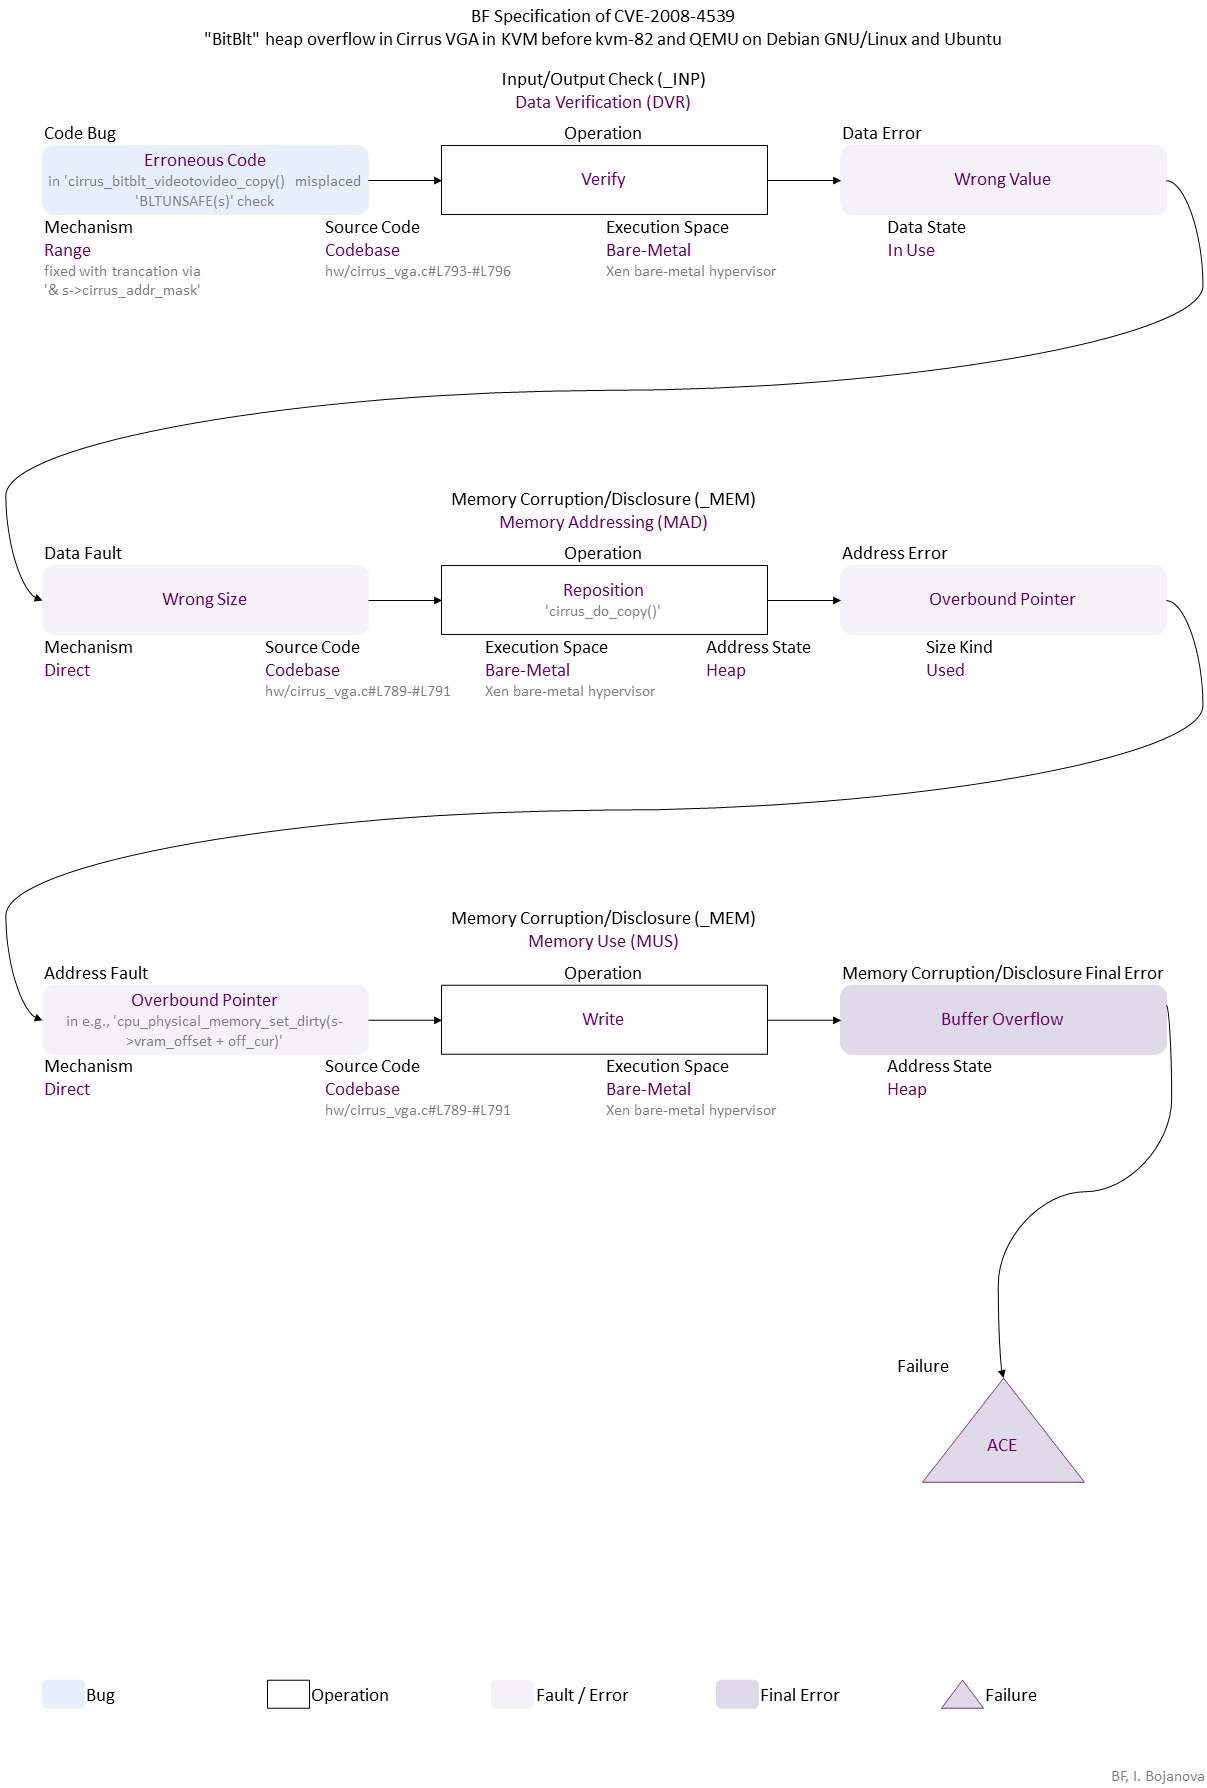 BF Specification of CVE-2008-4539
"BitBlt" heap overflow in Cirrus VGA in KVM before kvm-82 and QEMU on Debian GNU/Linux and Ubuntu
Input/Output Check (_INP)
Data Verification (DVR)
Code Bug
Operation
Data Error
Erroneous Code
in 'cirrus_bitblt_videotovideo_copy() misplaced
'BLTUNSAFE(s)' check
Verify
Wrong Value
Mechanism
Source Code
Execution Space
Data State
Range
Codebase
Bare-Metal
In Use
fixed with trancation via
'& s->cirrus_addr_mask'
hw/cirrus_vga.c#L793-#L796
Xen bare-metal hypervisor
Memory Corruption/Disclosure (_MEM)
Memory Addressing (MAD)
Data Fault
Operation
Address Error
Wrong Size
Reposition
'cirrus_do_copy()'
Overbound Pointer
Mechanism
Source Code
Execution Space
Address State
Size Kind
Direct
Codebase
Bare-Metal
Heap
Used
hw/cirrus_vga.c#L789-#L791
Xen bare-metal hypervisor
Memory Corruption/Disclosure (_MEM)
Memory Use (MUS)
Address Fault
Operation
Memory Corruption/Disclosure Final Error
Overbound Pointer
in e.g., 'cpu_physical_memory_set_dirty(s-
>vram_offset + off_cur)'
Write
Buffer Overflow
Mechanism
Source Code
Execution Space
Address State
Direct
Codebase
Bare-Metal
Heap
hw/cirrus_vga.c#L789-#L791
Xen bare-metal hypervisor
Failure
ACE
Bug
Operation
Fault / Error
Final Error
Failure
BF, I. Bojanova